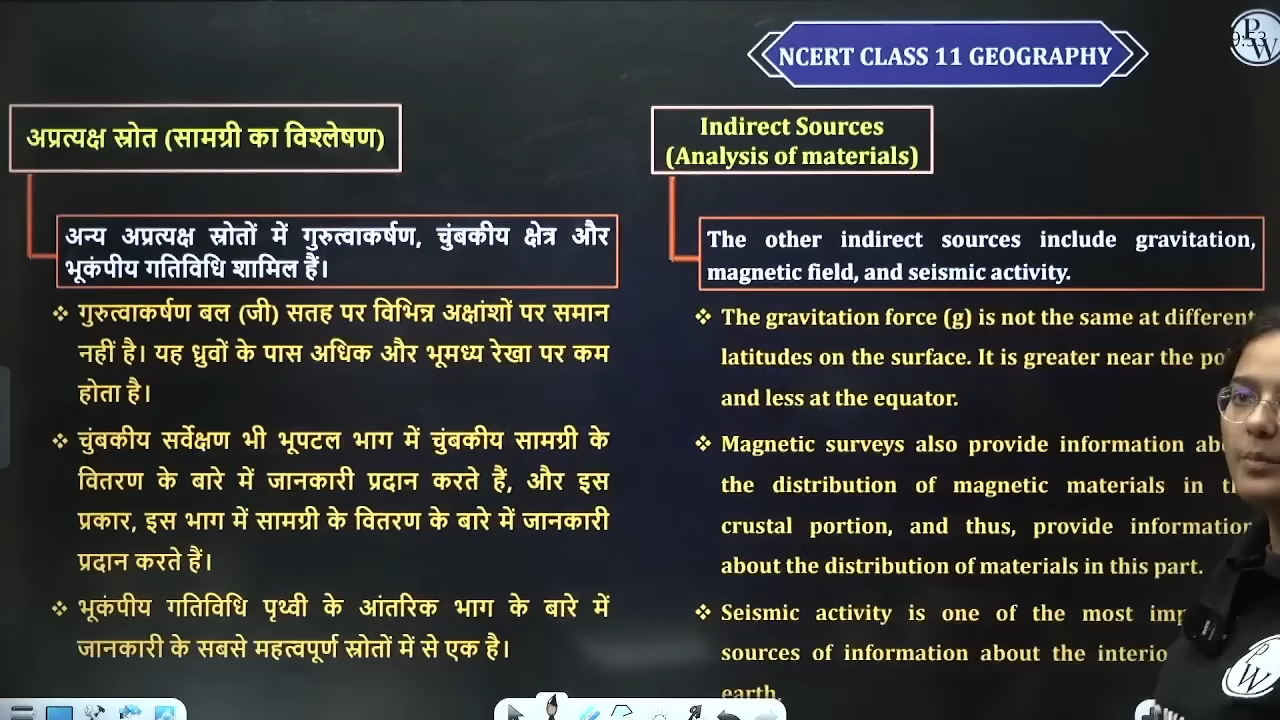 NCERT CLASS 11 GEOGRAPHY
PW
अप्रत्यक्ष स्रोत (सामग्री का विश्लेषण)
अन्य अप्रत्यक्ष स्रोतों में गुरुत्वाकर्षण, चुंबकीय क्षेत्र और
भूकंपीय गतिविधि शामिल हैं।
❖ गुरुत्वाकर्षण बल (जी) सतह पर विभिन्न अक्षांशों पर समान
नहीं है। यह ध्रुवों के पास अधिक और भूमध्य रेखा पर कम
होता है।
❖ चुंबकीय सर्वेक्षण भी भूपटल भाग में चुंबकीय सामग्री के
वितरण के बारे में जानकारी प्रदान करते हैं, और इस
प्रकार, इस भाग में सामग्री के वितरण के बारे में जानकारी
प्रदान करते हैं।
❖ भूकंपीय गतिविधि पृथ्वी के आंतरिक भाग के बारे में
जानकारी के सबसे महत्वपूर्ण स्रोतों में से एक है।
Indirect Sources
(Analysis of materials)
The other indirect sources include gravitation,
magnetic field, and seismic activity.
❖ The gravitation force (g) is not the same at different
latitudes on the surface. It is greater near the
and less at the equator.
❖ Magnetic surveys also provide information
the distribution of magnetic materials in
crustal portion, and thus, provide information
about the distribution of materials in this part.
❖ Seismic activity is one of the most
sources of information about the
earth.
PW